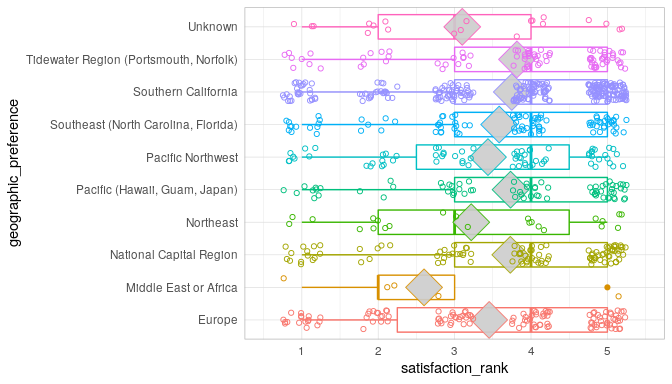 Unknown
Tidewater Region (Portsmouth, Norfolk)
Southern California
Southeast (North Carolina, Florida)
Pacific Northwest
Pacific (Hawaii, Guam, Japan)
Northeast
National Capital Region
Middle East or Africa
Europe
geographic_preference
1 2 3 4 5
satisfaction_rank